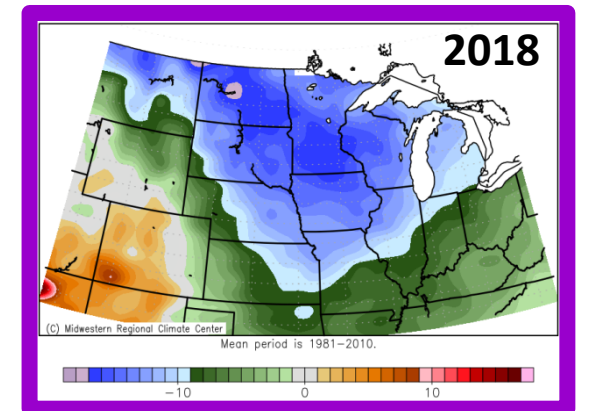 2018
(C) Midwestern Regional Climate Center
Mean period is 1981−2010.
−10 0 10